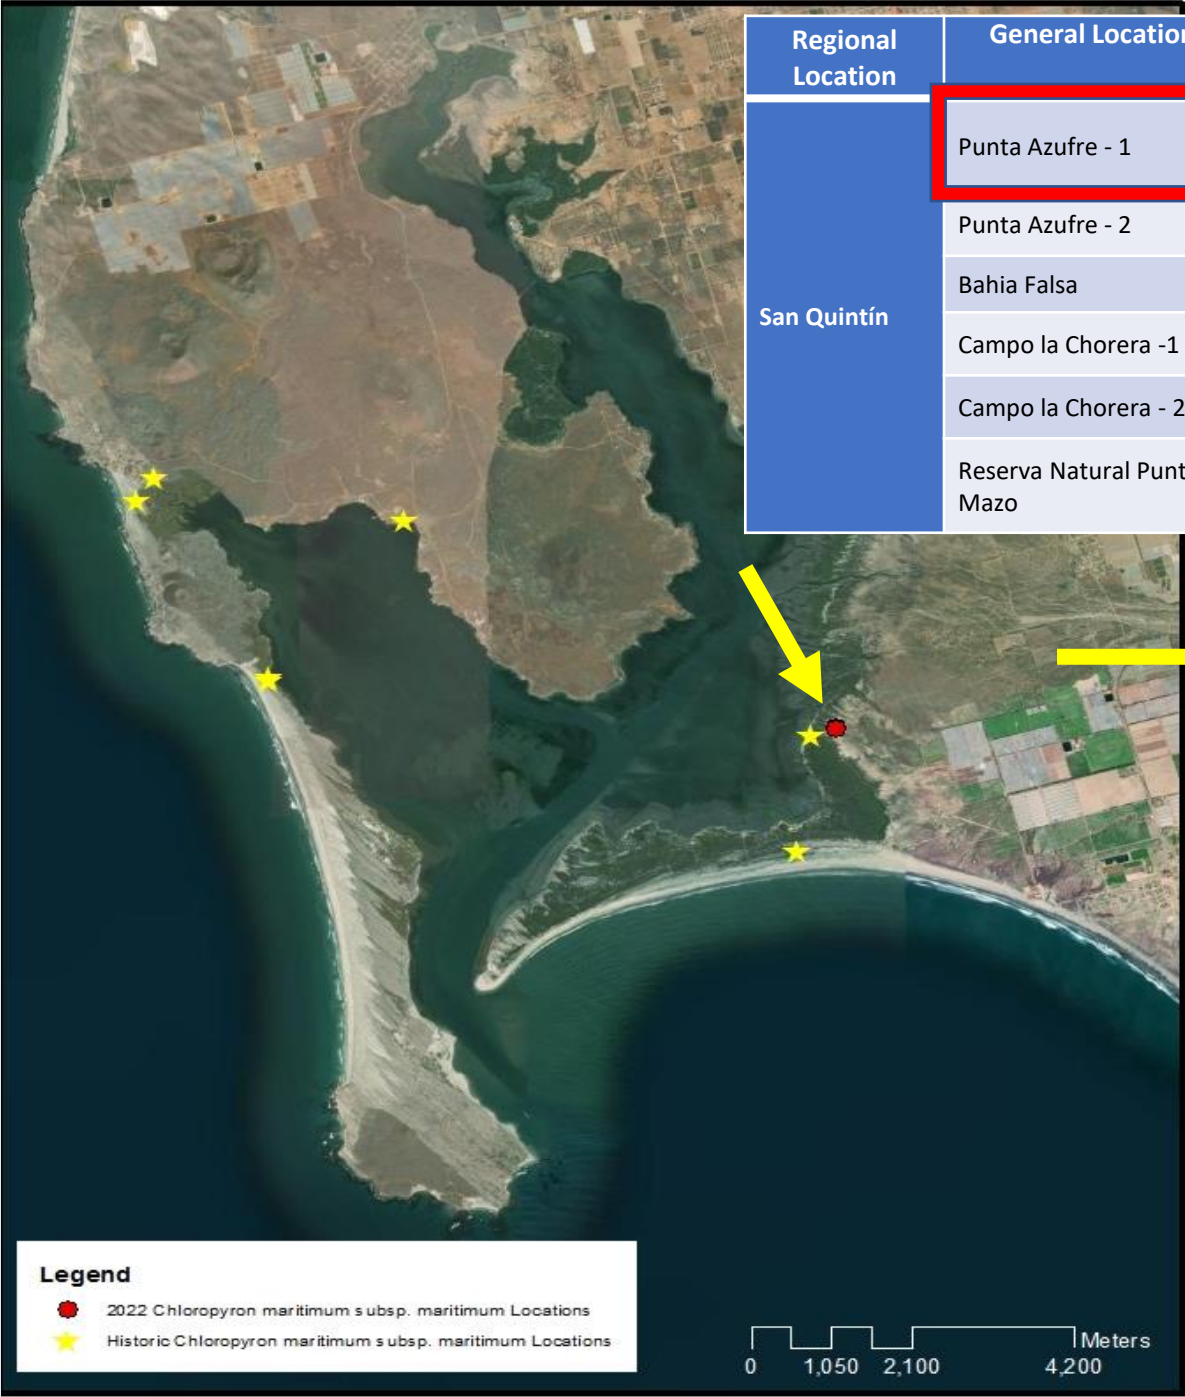 Regional
Location
General Location
San Quintín
Punta Azufre - 1
Punta Azufre - 2
Bahia Falsa
Campo la Chorera -1
Campo la Chorera - 2
Reserva Natural Punt
Mazo
Legend
2022 Chloropyron maritimum subsp. maritimum Locations
Historic Chloropyron maritimum subsp. maritimum Locations
Meters
0 1,050 2,100 4,200